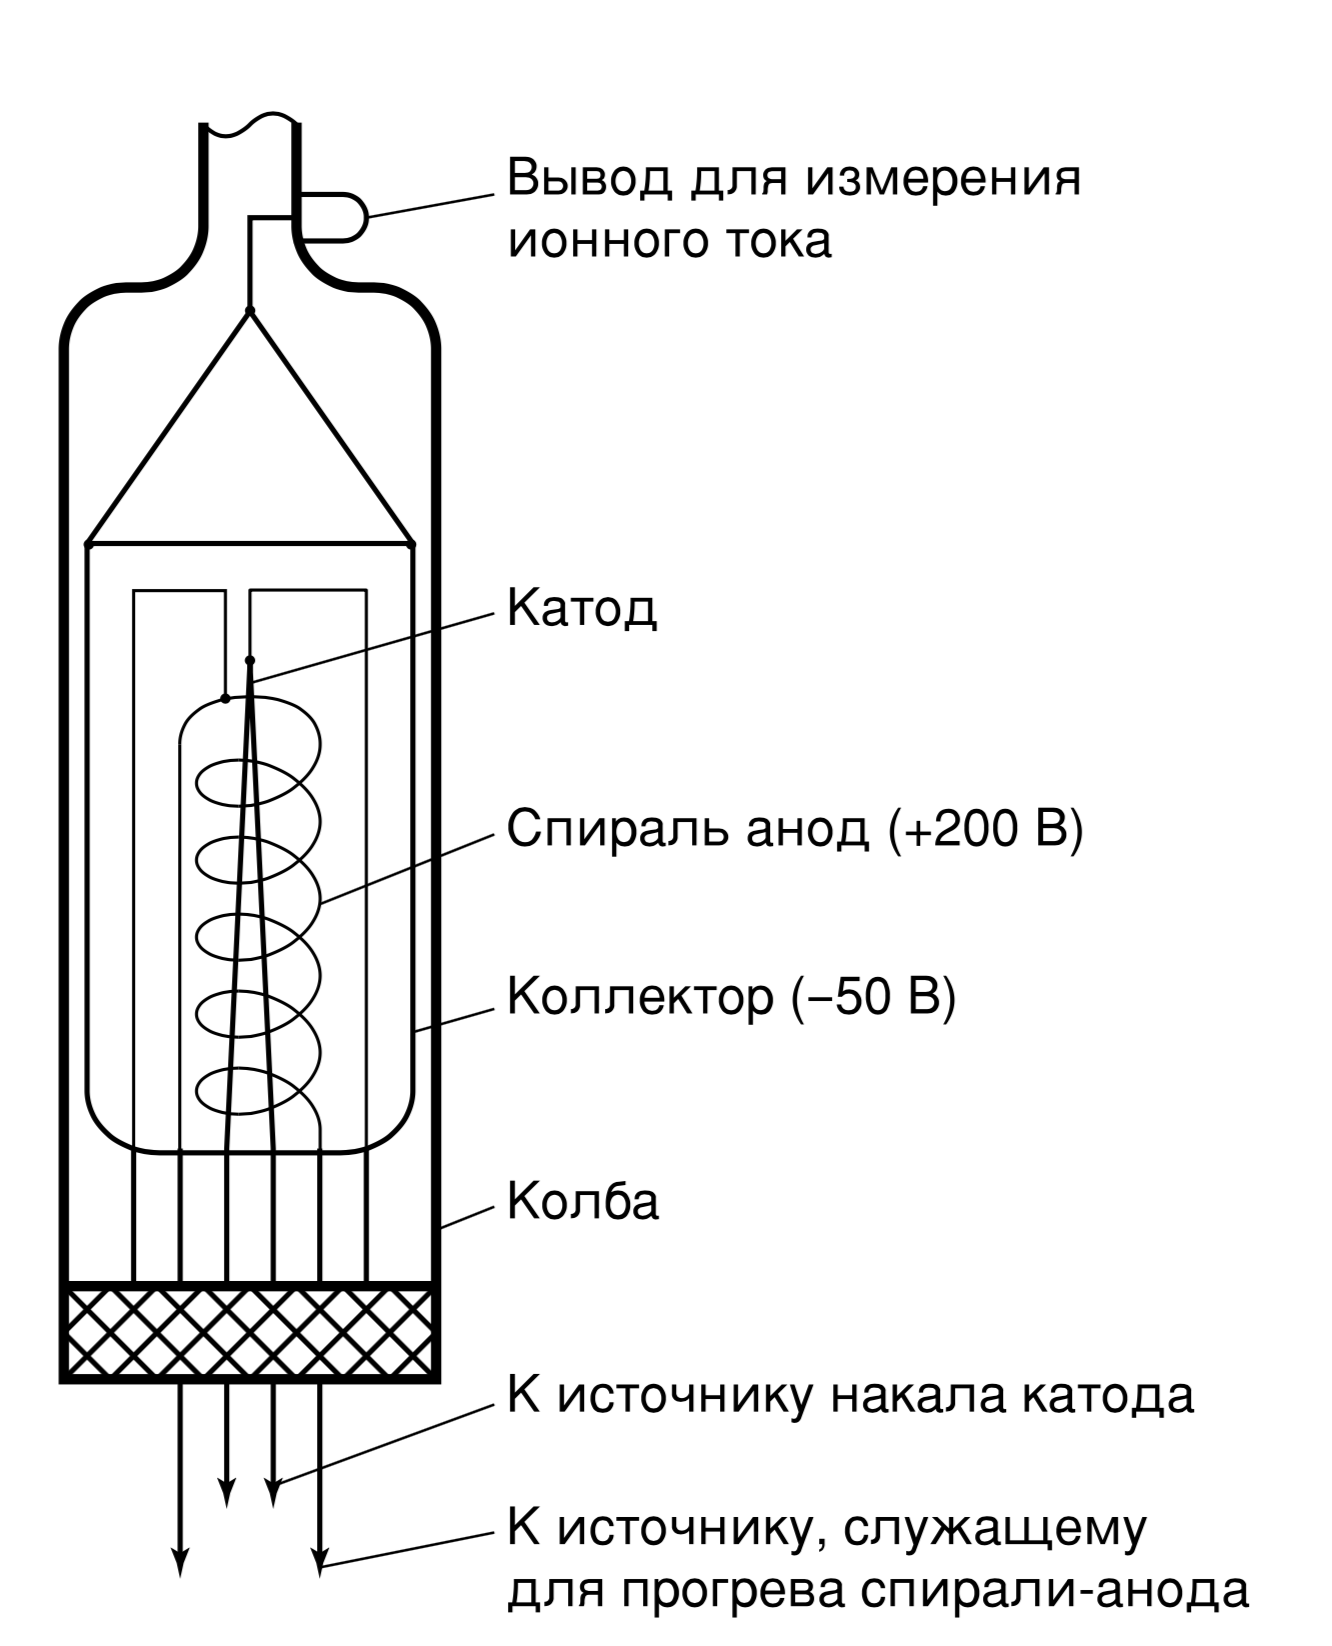 Вывод для измерения
ионного тока
Катод
Спираль анод (+200 В)
Коллектор (−50 В)
Колба
К источнику накала катода
К источнику, служащему
для прогрева спирали-анода